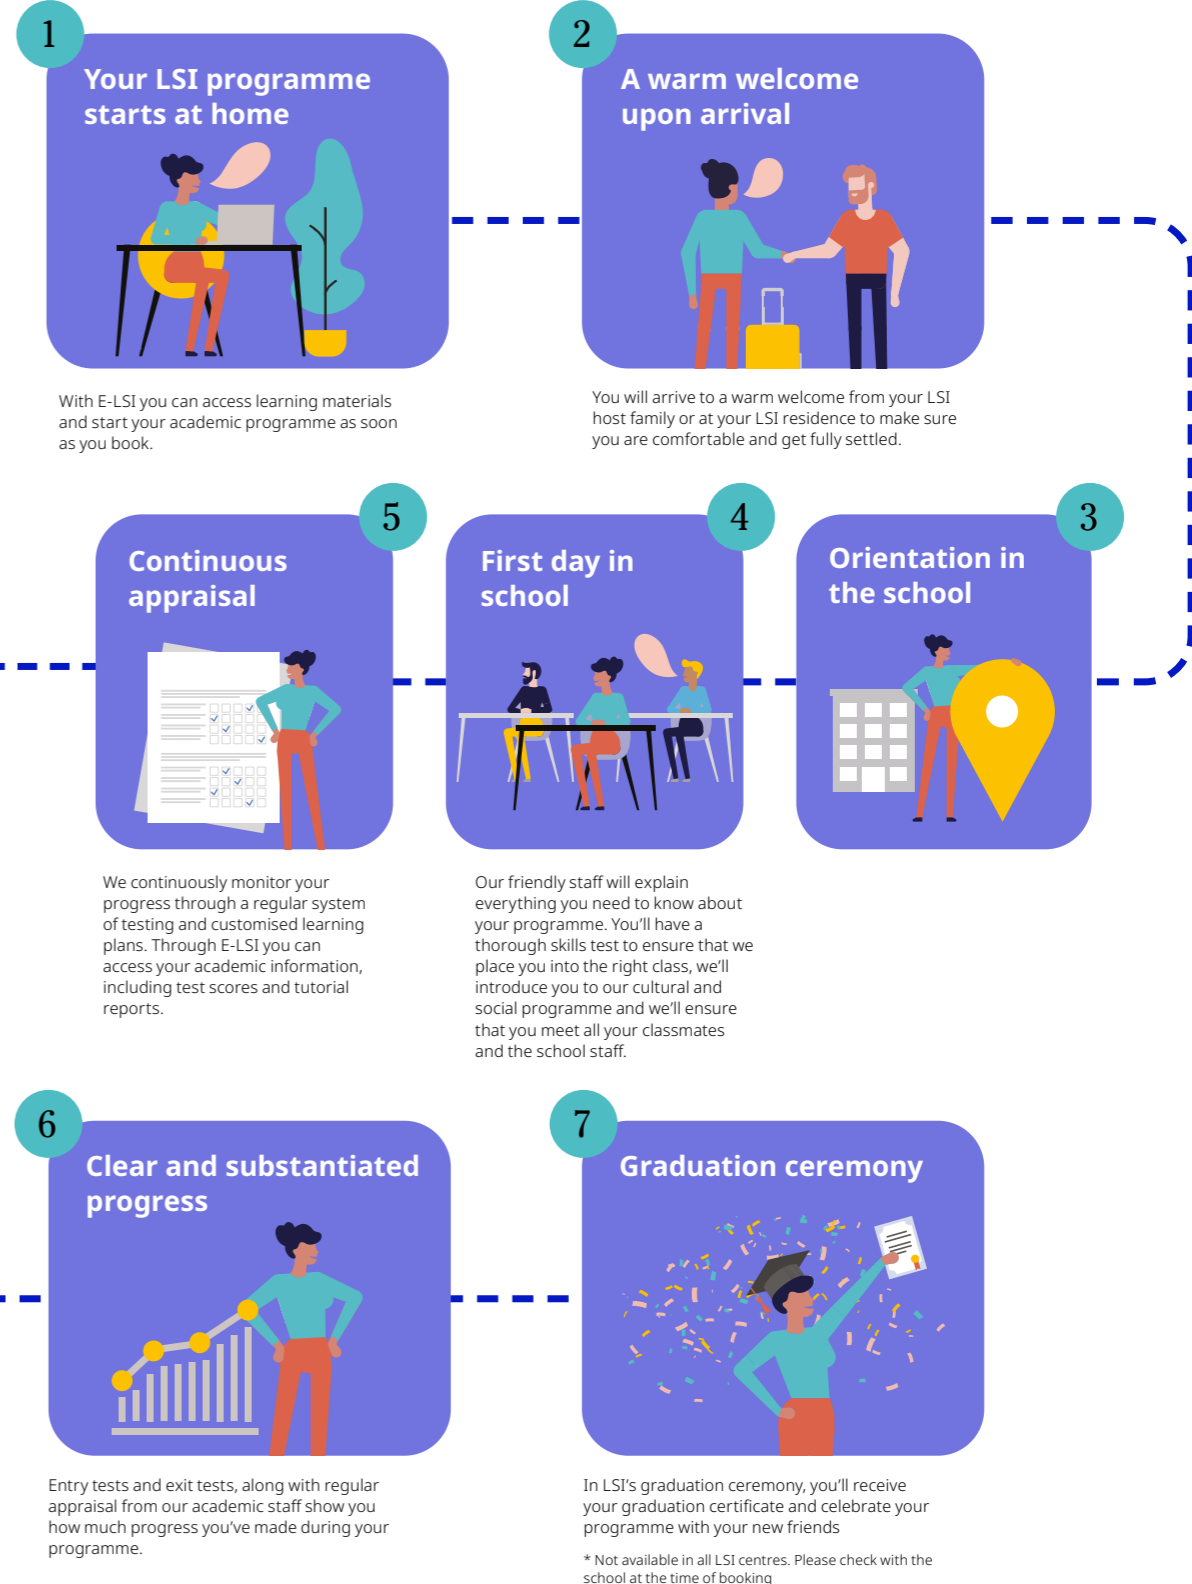 1
Your LSI programme
starts at home
With E-LSI you can access learning materials
and start your academic programme as soon
as you book.
2
A warm welcome
upon arrival
You will arrive to a warm welcome from your LSI
host family or at your LSI residence to make sure
you are comfortable and get fully settled.
3
Orientation in
the school
4
First day in
school
Our friendly staff will explain
everything you need to know about
your programme. You’ll have a
thorough skills test to ensure that we
place you into the right class, we’ll
introduce you to our cultural and
social programme and we’ll ensure
that you meet all your classmates
and the school staff.
5
Continuous
appraisal
We continuously monitor your
progress through a regular system
of testing and customised learning
plans. Through E-LSI you can
access your academic information,
including test scores and tutorial
reports.
6
Clear and substantiated
progress
Entry tests and exit tests, along with regular
appraisal from our academic staff show you
how much progress you’ve made during your
programme.
7
Graduation ceremony
In LSI’s graduation ceremony, you’ll receive
your graduation certificate and celebrate your
programme with your new friends
* Not available in all LSI centres. Please check with the
school at the time of booking